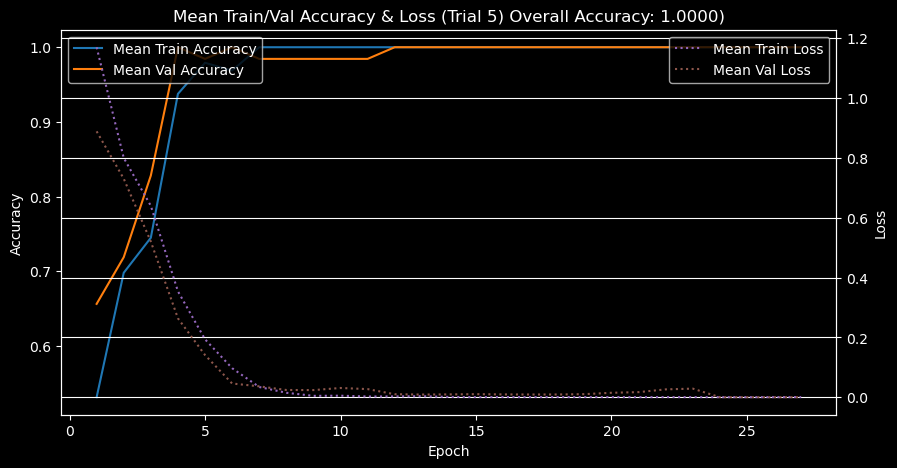 Mean Train/Val Accuracy & Loss (Trial 5) Overall Accuracy: 1.0000)
Mean Train Accuracy
Mean Val Accuracy
Mean Train Loss
Mean Val Loss
Accuracy
1.0
0.9
0.8
0.7
0.6
1.2
1.0
0.8
0.6
0.4
0.2
0.0
Loss
0
5
10
15
20
25
Epoch